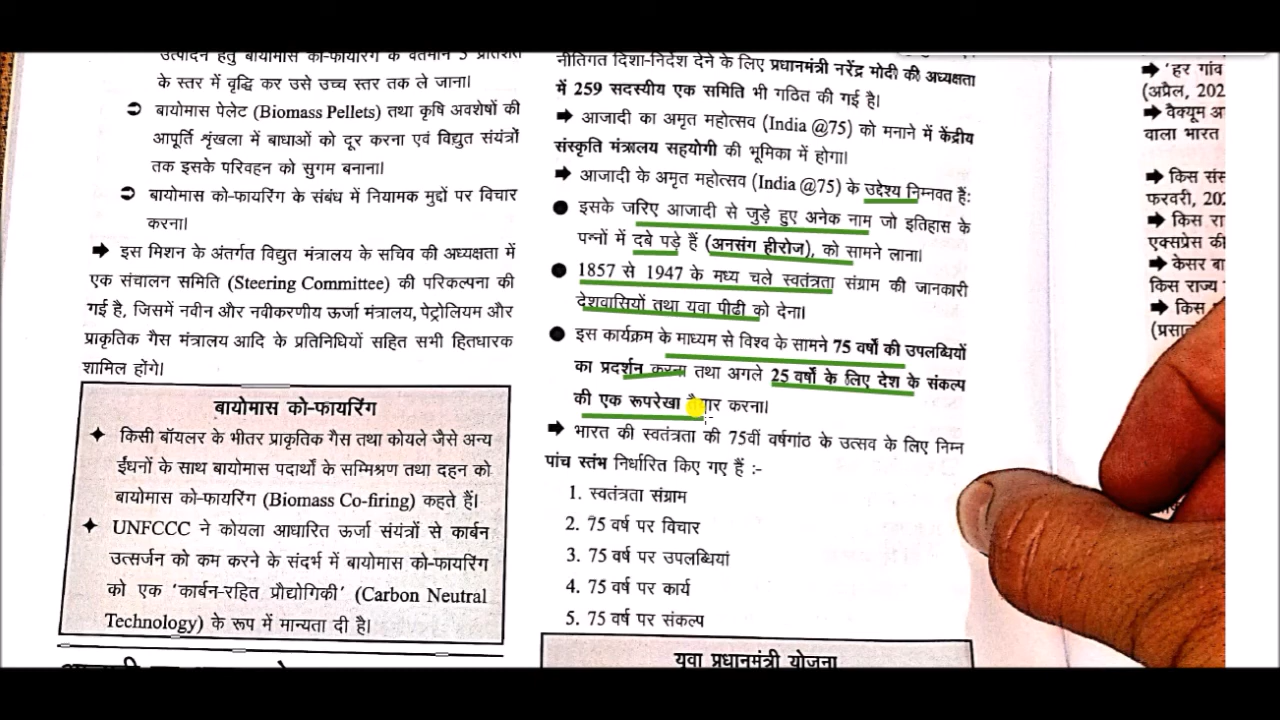 उत्पादन हेतु बायोमास को-फायरिंग के वर्तमान 5 प्रतिशत
के स्तर में वृद्धि कर उसे उच्च स्तर तक ले जाना।
बायोमास पेलेट (Biomass Pellets) तथा कृषि अवशेषों की
आपूर्ति शृंखला में बाधाओं को दूर करना एवं विद्युत संयंत्रों
तक इसके परिवहन को सुगम बनाना।
बायोमास को-फायरिंग के संबंध में नियामक मुद्दों पर विचार
करना।
इस मिशन के अंतर्गत विद्युत मंत्रालय के सचिव की अध्यक्षता में
एक संचालन समिति (Steering Committee) की परिकल्पना की
गई है, जिसमें नवीन और नवीकरणीय ऊर्जा मंत्रालय, पेट्रोलियम और
प्राकृतिक गैस मंत्रालय आदि के प्रतिनिधियों सहित सभी हितधारक
शामिल होंगे।
बायोमास को-फायरिंग
किसी बॉयलर के भीतर प्राकृतिक गैस तथा कोयले जैसे अन्य
ईंधनों के साथ बायोमास पदार्थों के सम्मिश्रण तथा दहन को
बायोमास को-फायरिंग (Biomass Co-firing) कहते हैं।
UNFCCC ने कोयला आधारित ऊर्जा संयंत्रों से कार्बन
उत्सर्जन को कम करने के संदर्भ में बायोमास को-फायरिंग
को एक ‘कार्बन-रहित प्रौद्योगिकी’ (Carbon Neutral
Technology) के रूप में मान्यता दी है।
नीतिगत दिशा-निर्देश देने के लिए प्रधानमंत्री नरेंद्र मोदी की अध्यक्षता
में 259 सदस्यीय एक समिति भी गठित की गई है।
आजादी का अमृत महोत्सव (India @75) को मनाने में केंद्रीय
संस्कृति मंत्रालय सहयोगी की भूमिका में होगा।
आजादी के अमृत महोत्सव (India @75) के उद्देश्य निम्नवत हैं:
इसके जरिए आजादी से जुड़े हुए अनेक नाम जो इतिहास के
पन्नों में दबे पड़े हैं (अनसंग हीरोज), को सामने लाना।
1857 से 1947 के मध्य चले स्वतंत्रता संग्राम की जानकारी
देशवासियों तथा युवा पीढी को देना।
इस कार्यक्रम के माध्यम से विश्व के सामने 75 वर्षों की उपलब्धियों
का प्रदर्शन करना तथा अगले 25 वर्षों के लिए देश के संकल्प
की एक रूपरेखा तैयार करना।
भारत की स्वतंत्रता की 75वीं वर्षगांठ के उत्सव के लिए निम्न
पांच स्तंभ निर्धारित किए गए हैं :-
1. स्वतंत्रता संग्राम
2. 75 वर्ष पर विचार
3. 75 वर्ष पर उपलब्धियां
4. 75 वर्ष पर कार्य
5. 75 वर्ष पर संकल्प
युवा प्रधानमंत्री योजना
‘हर गांव
(अप्रैल, 202
वैक्यूम
वाला भारत
किस संस
फरवरी, 202
किस रा
एक्सप्रेस की
केसर बा
किस राज्य
किस